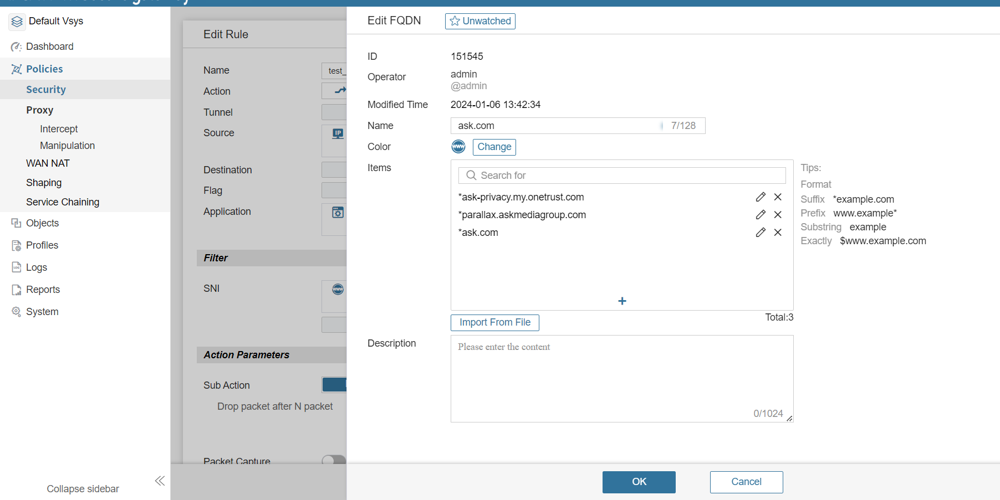 Default Vsys
Dashboard
Policies
Security
Proxy
Intercept
Manipulation
WAN NAT
Shaping
Service Chaining
Objects
Profiles
Logs
Reports
System
Collapse sidebar
Edit Rule
Name
test_
Action
Tunnel
Source
IP
Destination
Flag
Application
Filter
SNI
www
Action Parameters
Sub Action
Drop packet after N packet
Packet Capture
Edit FQDN
Unwatched
ID
151545
Operator
admin
@admin
Modified Time
2024-01-06 13:42:34
Name
ask.com
7/128
Color
www
Change
Items
Search for
*ask-privacy.my.onetrust.com
*parallax.askmediagroup.com
*ask.com
+
Total:3
Import From File
Tips:
Format
Suffix *example.com
Prefix www.example*
Substring example
Exactly $www.example.com
Description
Please enter the content
0/1024
OK
Cancel